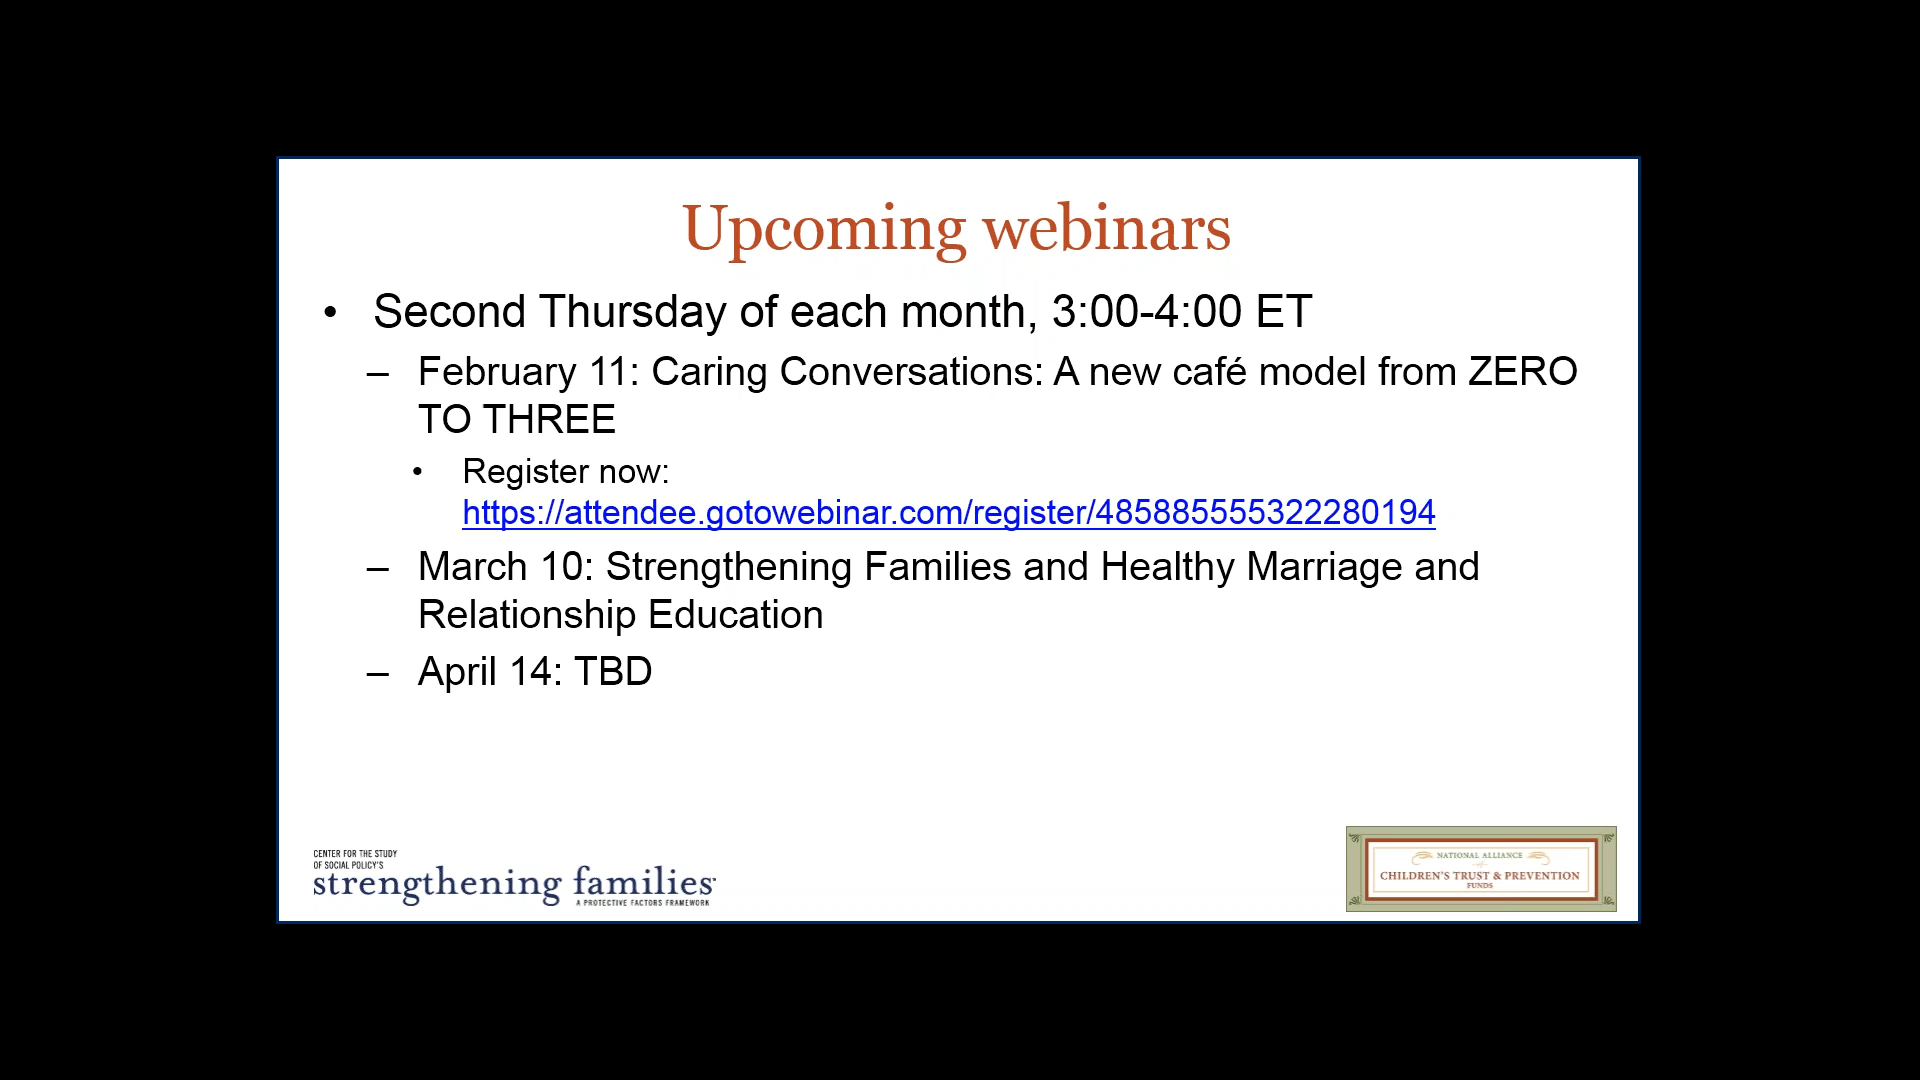 Upcoming webinars
• Second Thursday of each month, 3:00-4:00 ET
– February 11: Caring Conversations: A new café model from ZERO
TO THREE
• Register now:
https://attendee.gotowebinar.com/register/485885555322280194
– March 10: Strengthening Families and Healthy Marriage and
Relationship Education
– April 14: TBD
CENTER FOR THE STUDY
OF SOCIAL POLICY'S
strengthening families
A PROTECTIVE FACTORS FRAMEWORK
NATIONAL ALLIANCE
CHILDREN'S TRUST & PREVENTION
FUNDS